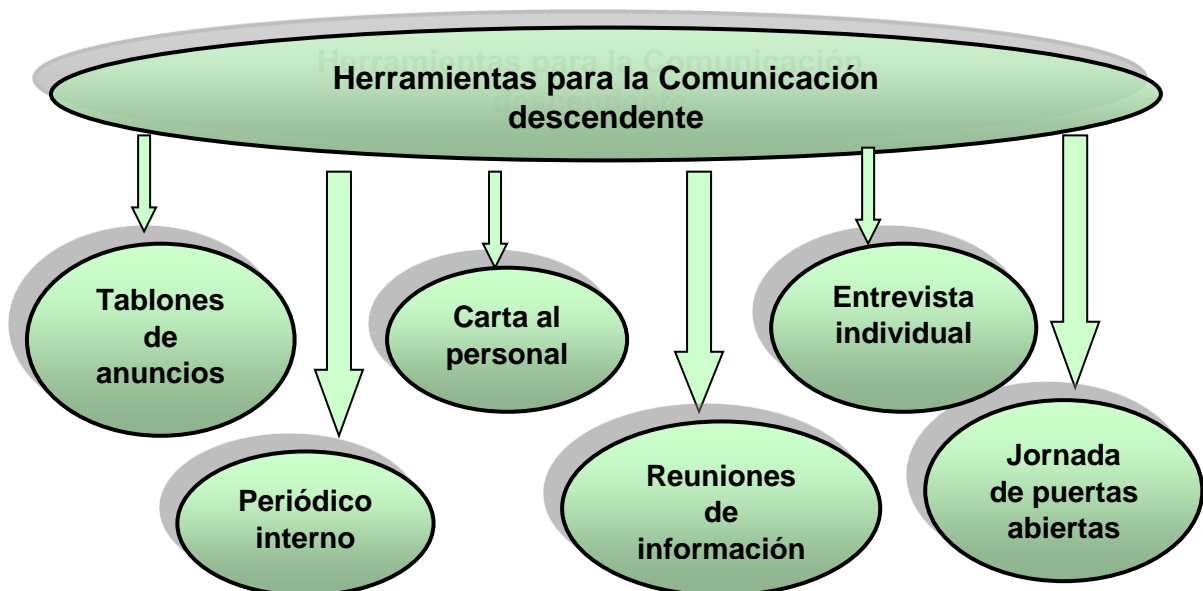 Herramientas para la Comunicación
descendente
Tablones
de
anuncios
Periódico
interno
Carta al
personal
Reuniones
de
información
Entrevista
individual
Jornada
de puertas
abiertas